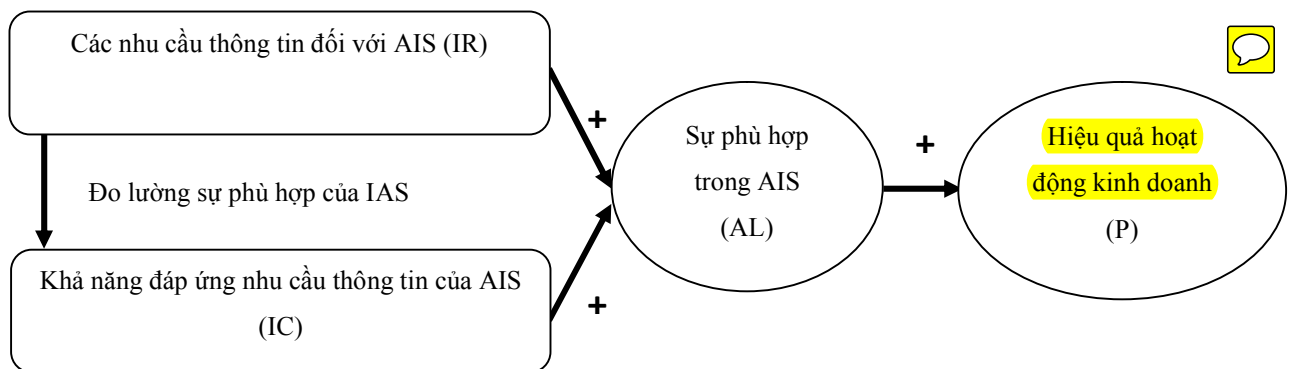 Các nhu cầu thông tin đối với AIS (IR)
Đo lường sự phù hợp của IAS
Khả năng đáp ứng nhu cầu thông tin của AIS
(IC)
+
+
Sự phù hợp
trong AIS
(AL)
+
Hiệu quả hoạt
động kinh doanh
(P)